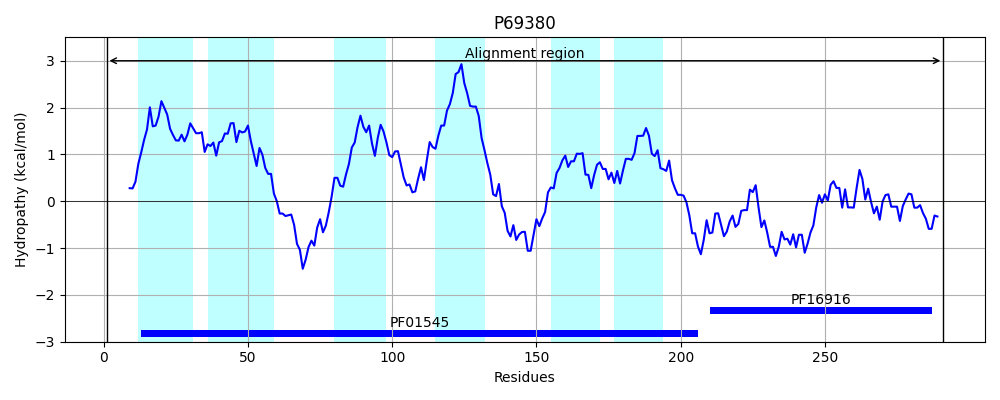 P69380
Alignment region
Hydropathy (kcal/mol)
3
2
1
0
−1
−2
−3
PF16916
PF01545
0 50 100 150 200 250
Residues